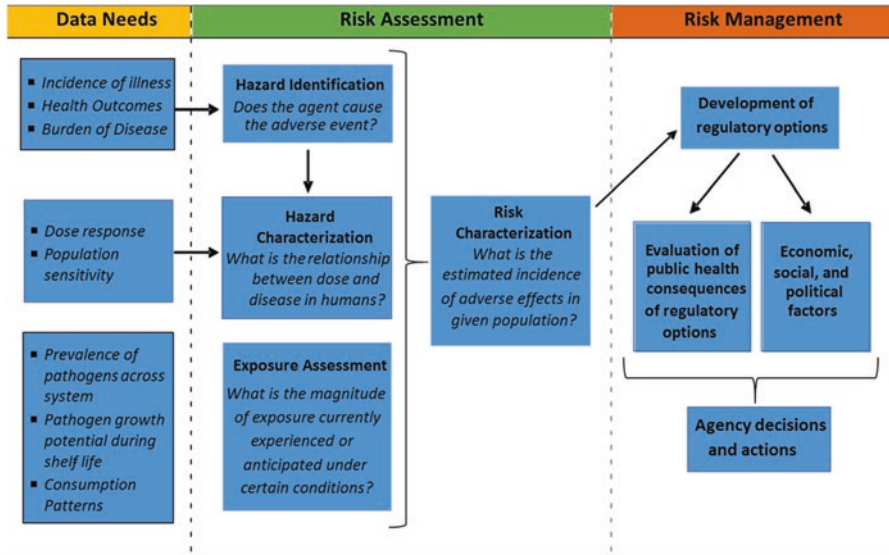 Data Needs
Risk Assessment
Risk Management
▪ Incidence of illness
▪ Health Outcomes
▪ Burden of Disease
Hazard Identification
Does the agent cause
the adverse event?
▪ Dose response
▪ Population
sensitivity
Hazard
Characterization
What is the relationship
between dose and
disease in humans?
▪ Prevalence of
pathogens across
system
▪ Pathogen growth
potential during
shelf life
▪ Consumption
Patterns
Exposure Assessment
What is the magnitude
of exposure currently
experienced or
anticipated under
certain conditions?
Risk
Characterization
What is the
estimated incidence
of adverse effects in
given population?
Development of
regulatory options
Evaluation of
public health
consequences
of regulatory
options
Economic,
social, and
political
factors
Agency decisions
and actions